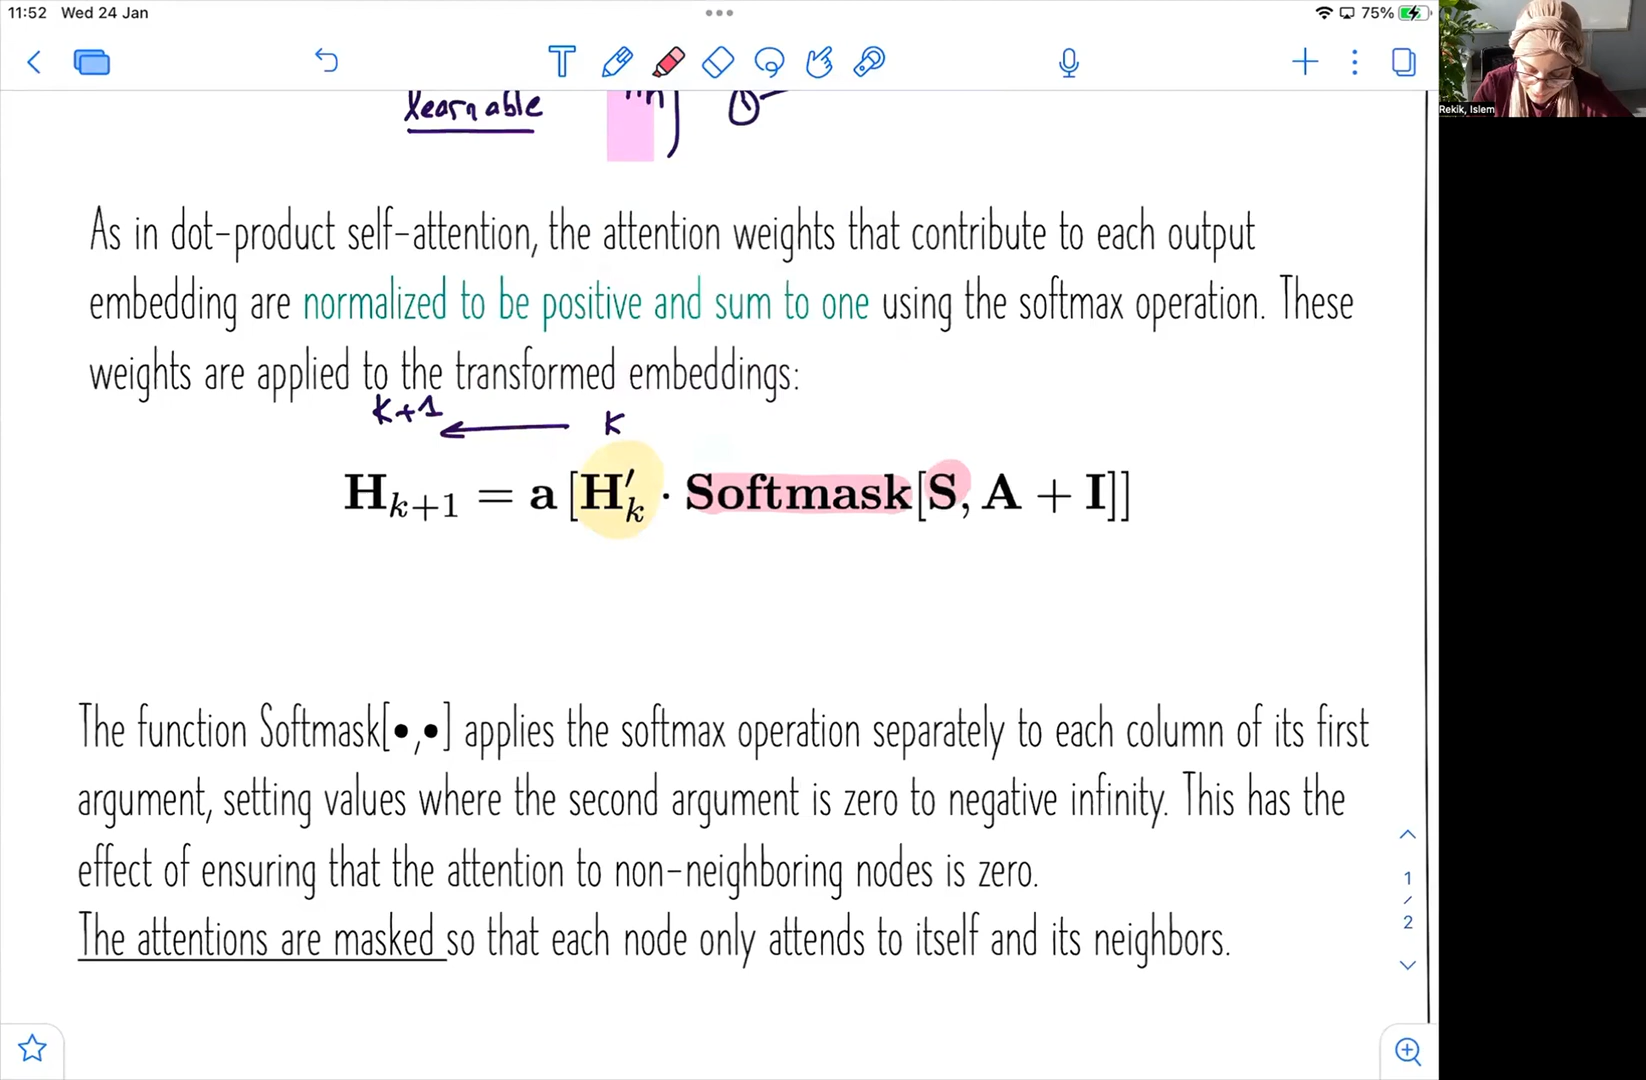 11:52 Wed 24 Jan
75%
Rekik, Islem
learnable
As in dot-product self-attention, the attention weights that contribute to each output
embedding are normalized to be positive and sum to one using the softmax operation. These
weights are applied to the transformed embeddings:
K+1 ← K
H_{k+1} = a [H'_k · Softmask[S, A + I]]
The function Softmask[•,•] applies the softmax operation separately to each column of its first
argument, setting values where the second argument is zero to negative infinity. This has the
effect of ensuring that the attention to non-neighboring nodes is zero.
The attentions are masked so that each node only attends to itself and its neighbors.
1
/
2